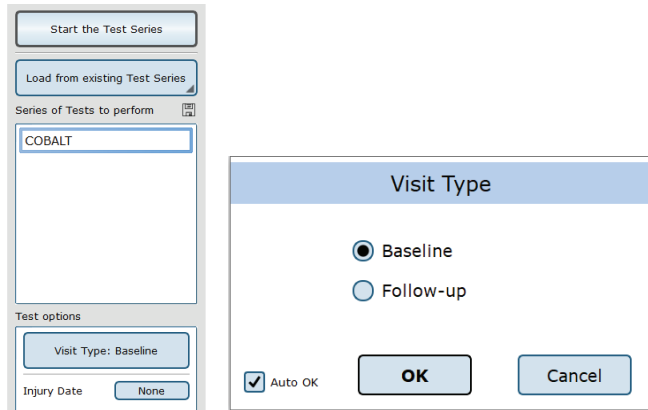 Start the Test Series
Load from existing Test Series
Series of Tests to perform
COBALT
Test options
Visit Type: Baseline
Injury Date None
Visit Type
Baseline
Follow-up
Auto OK OK Cancel